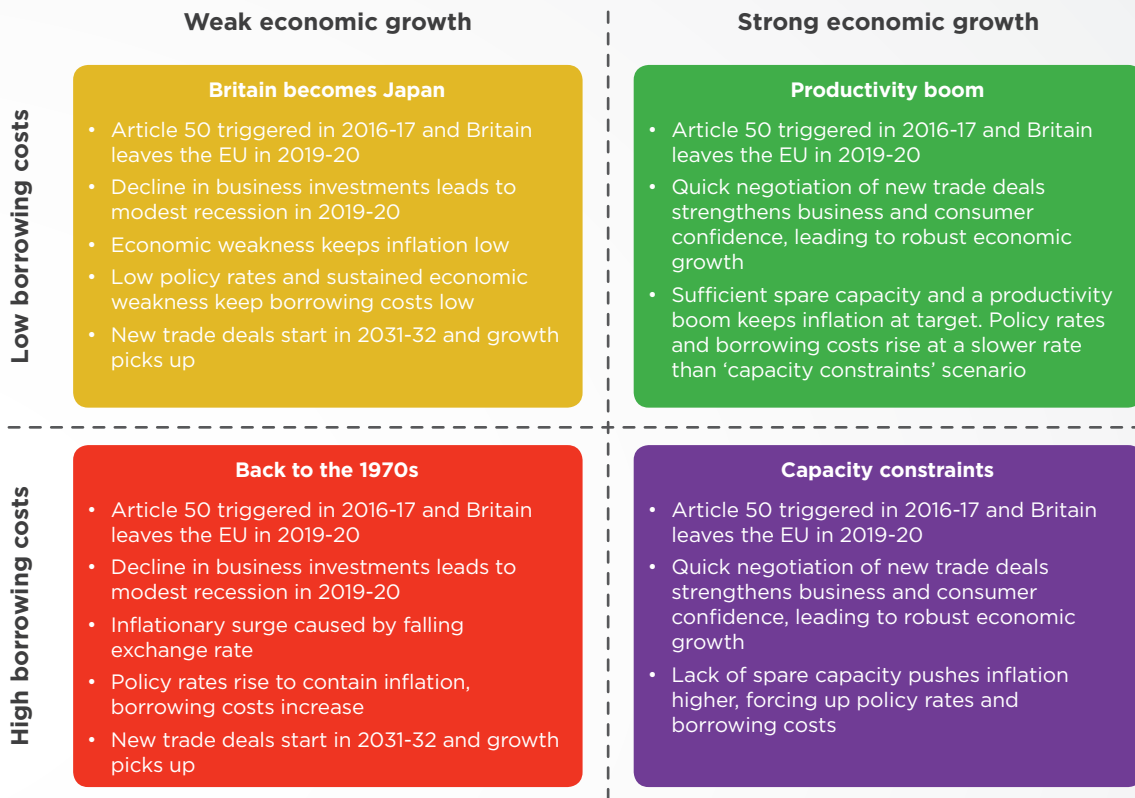 Weak economic growth
Strong economic growth
Low borrowing costs
Britain becomes Japan
• Article 50 triggered in 2016-17 and Britain
leaves the EU in 2019-20
• Decline in business investments leads to
modest recession in 2019-20
• Economic weakness keeps inflation low
• Low policy rates and sustained economic
weakness keep borrowing costs low
• New trade deals start in 2031-32 and growth
picks up
Productivity boom
• Article 50 triggered in 2016-17 and Britain
leaves the EU in 2019-20
• Quick negotiation of new trade deals
strengthens business and consumer
confidence, leading to robust economic
growth
• Sufficient spare capacity and a productivity
boom keeps inflation at target. Policy rates
and borrowing costs rise at a slower rate
than ‘capacity constraints’ scenario
High borrowing costs
Back to the 1970s
• Article 50 triggered in 2016-17 and Britain
leaves the EU in 2019-20
• Decline in business investments leads to
modest recession in 2019-20
• Inflationary surge caused by falling
exchange rate
• Policy rates rise to contain inflation,
borrowing costs increase
• New trade deals start in 2031-32 and growth
picks up
Capacity constraints
• Article 50 triggered in 2016-17 and Britain
leaves the EU in 2019-20
• Quick negotiation of new trade deals
strengthens business and consumer
confidence, leading to robust economic
growth
• Lack of spare capacity pushes inflation
higher, forcing up policy rates and
borrowing costs